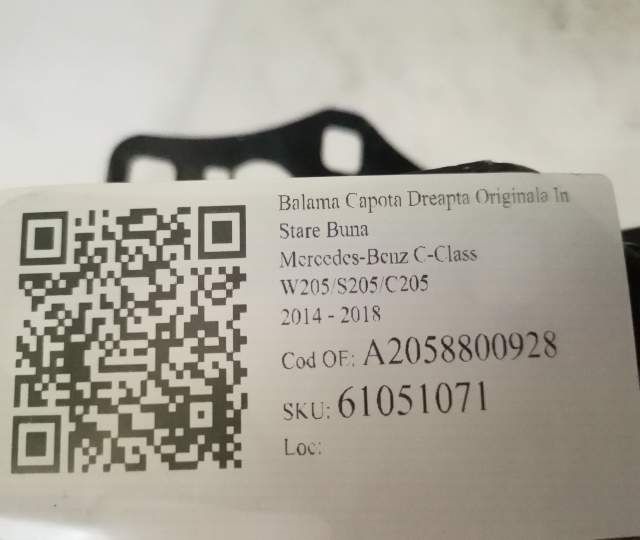 Balama Capota Dreapta Originala In
Stare Buna
Mercedes-Benz C-Class
W205/S205/C205
2014 - 2018
Cod OE: A2058800928
SKU: 61051071
Loc: